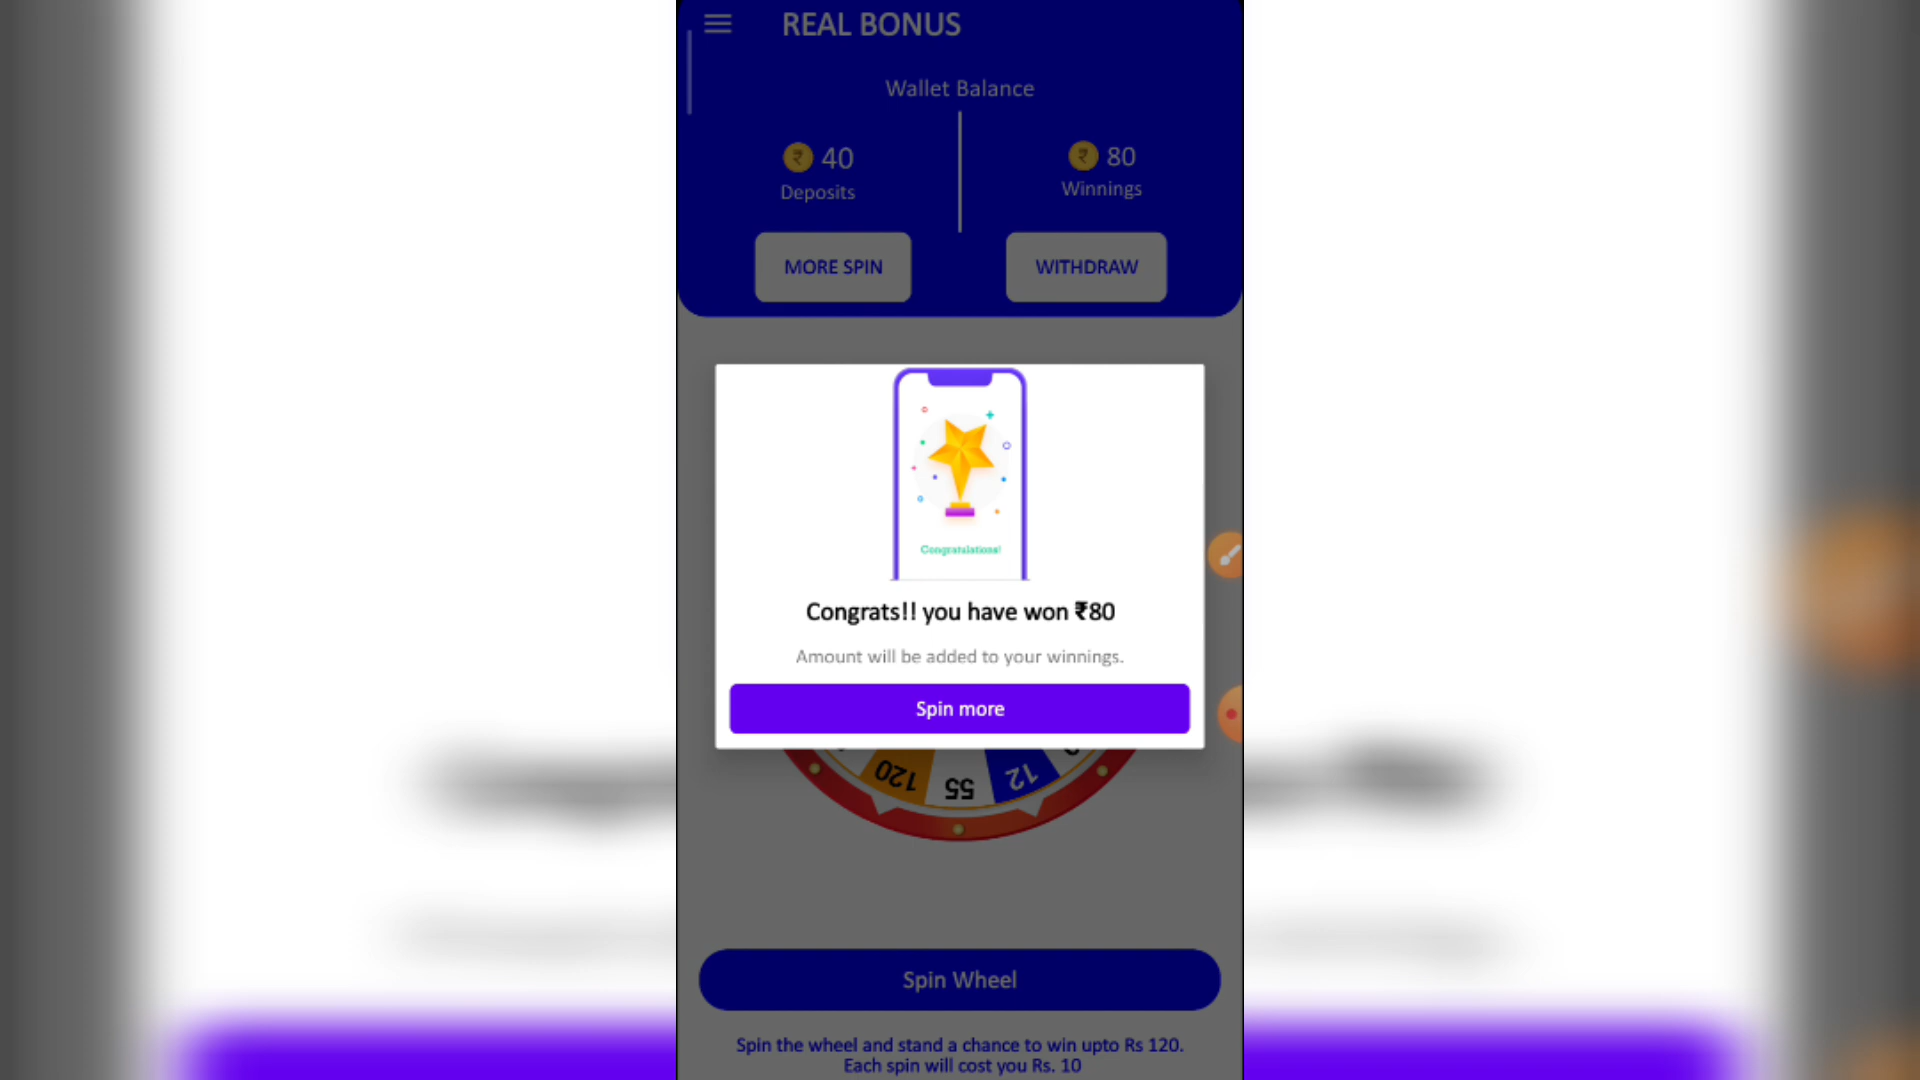 REAL BONUS
Wallet Balance
₹ 40
Deposits
₹ 80
Winnings
MORE SPIN
WITHDRAW
Congratulations!
Congrats!! you have won ₹80
Amount will be added to your winnings.
Spin more
120
55
12
Spin Wheel
Spin the wheel and stand a chance to win upto Rs 120.
Each spin will cost you Rs. 10